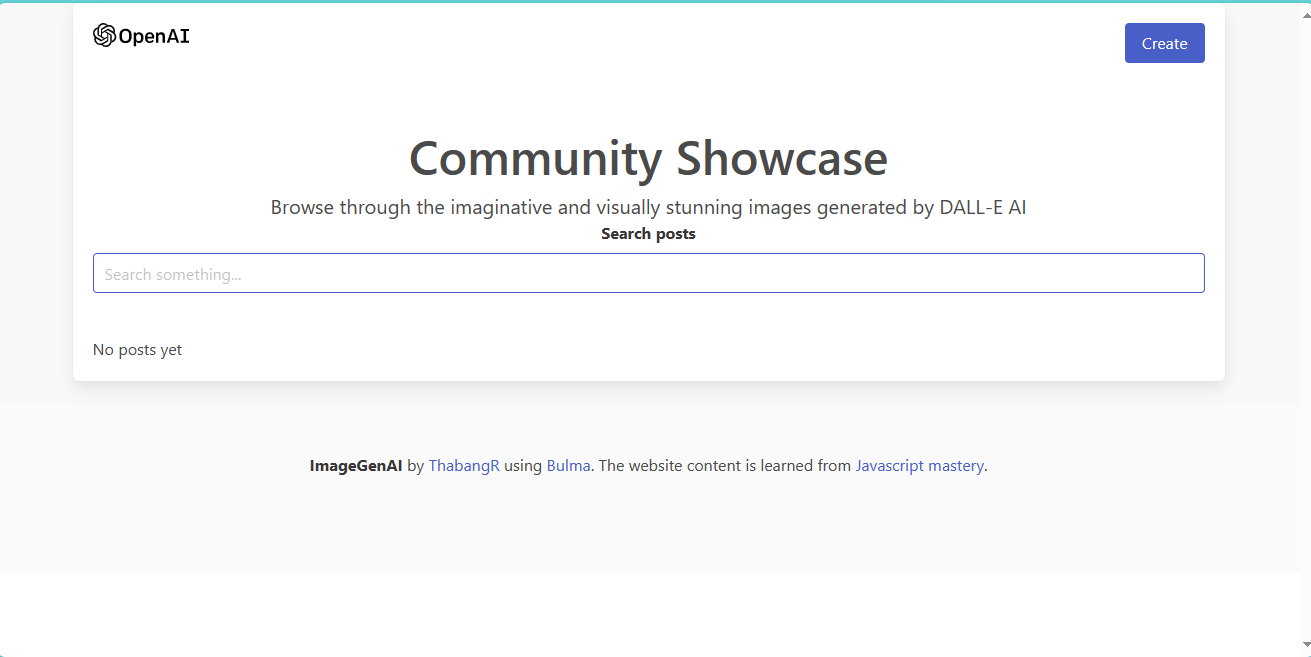 OpenAI
Create
Community Showcase
Browse through the imaginative and visually stunning images generated by DALL-E AI
Search posts
Search something...
No posts yet
ImageGenAI by ThabangR using Bulma. The website content is learned from Javascript mastery.